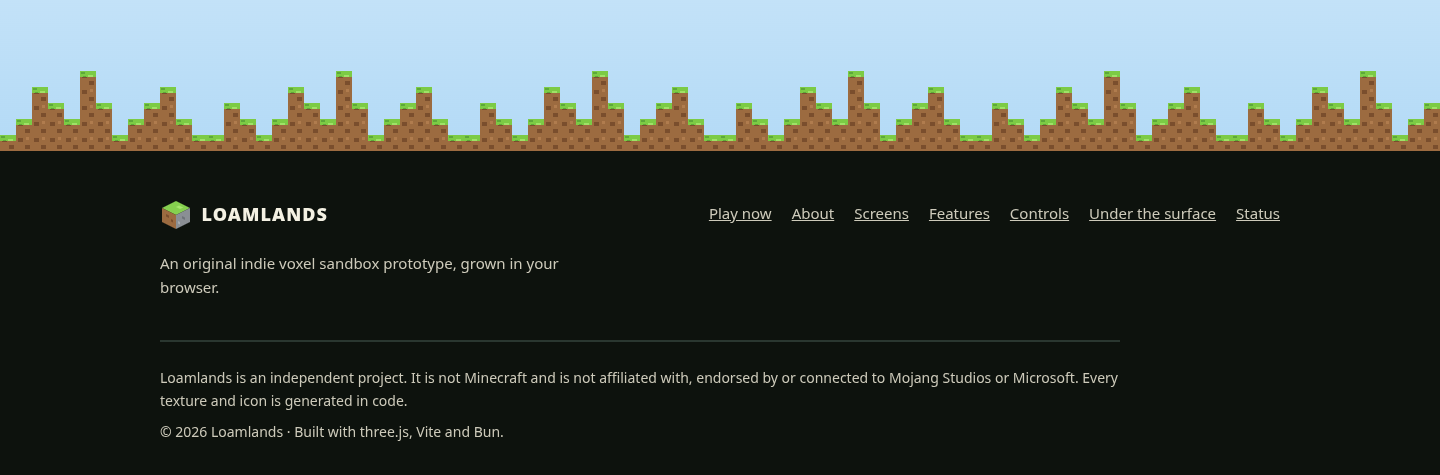 LOAMLANDS
Play now About Screens Features Controls Under the surface Status
An original indie voxel sandbox prototype, grown in your
browser.
Loamlands is an independent project. It is not Minecraft and is not affiliated with, endorsed by or connected to Mojang Studios or Microsoft. Every
texture and icon is generated in code.
© 2026 Loamlands · Built with three.js, Vite and Bun.